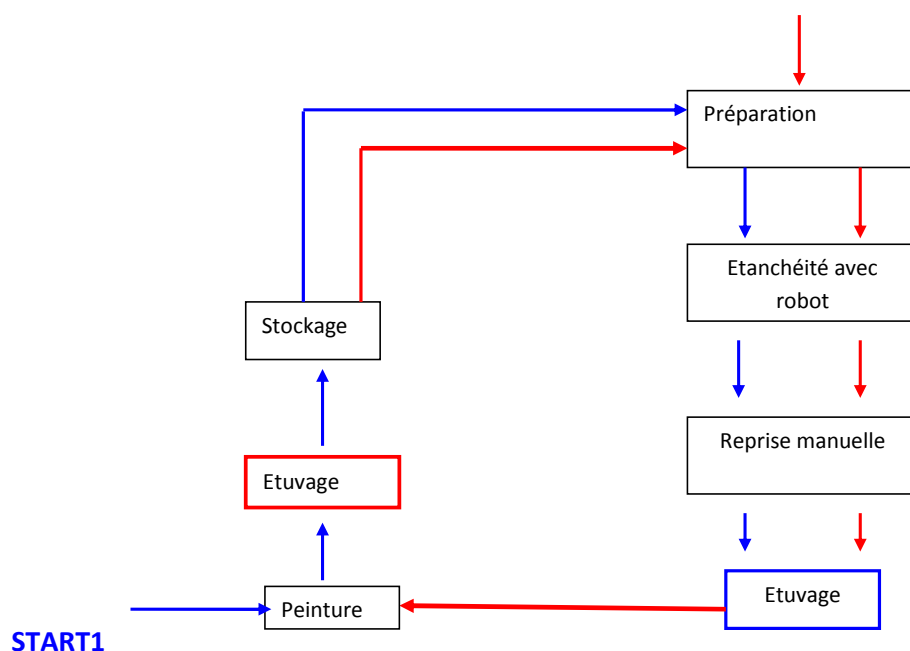 Préparation
Etanchéité avec
robot
Stockage
Reprise manuelle
Etuvage
Etuvage
Peinture
START1